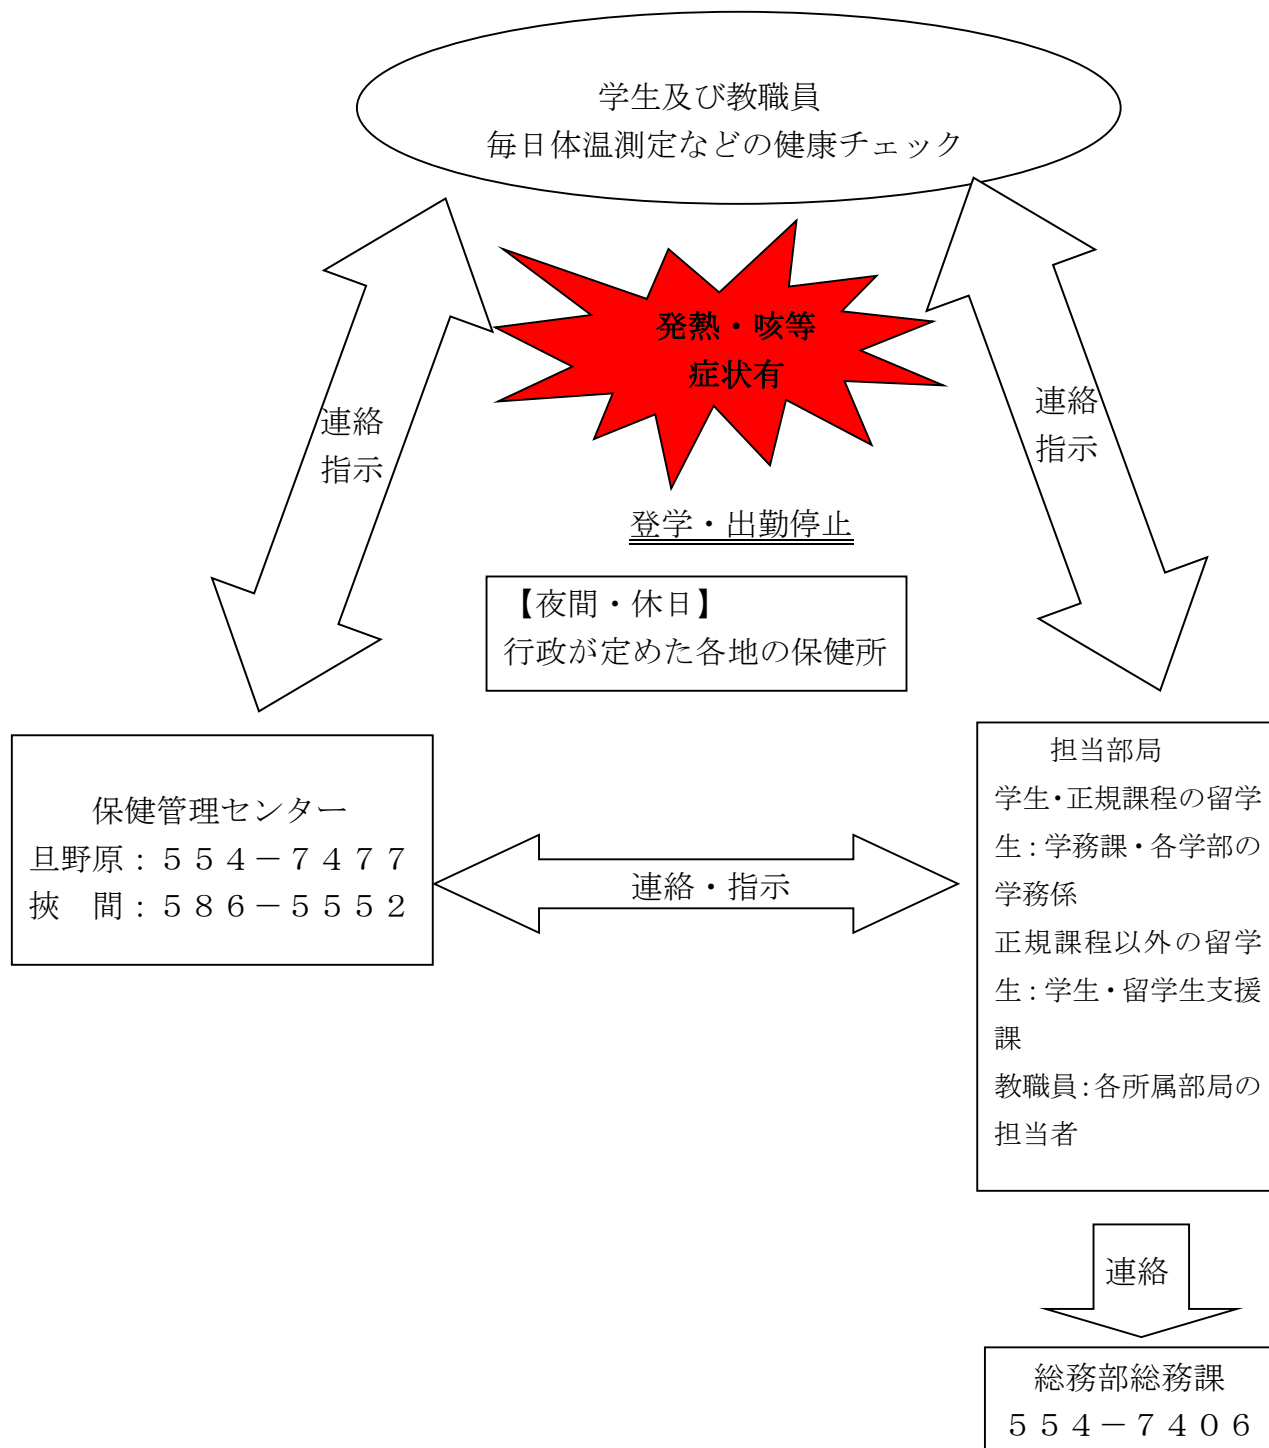 学生及び教職員
毎日体温測定などの健康チェック
発熱・咳等
症状有
連絡
指示
連絡
指示
登学・出勤停止
【夜間・休日】
行政が定めた各地の保健所
保健管理センター
旦野原：５５４－７４７７
挾　間：５８６－５５５２
連絡・指示
担当部局
学生・正規課程の留学
生：学務課・各学部の
学務係
正規課程以外の留学
生：学生・留学生支援
課
教職員：各所属部局の
担当者
連絡
総務部総務課
５５４－７４０６